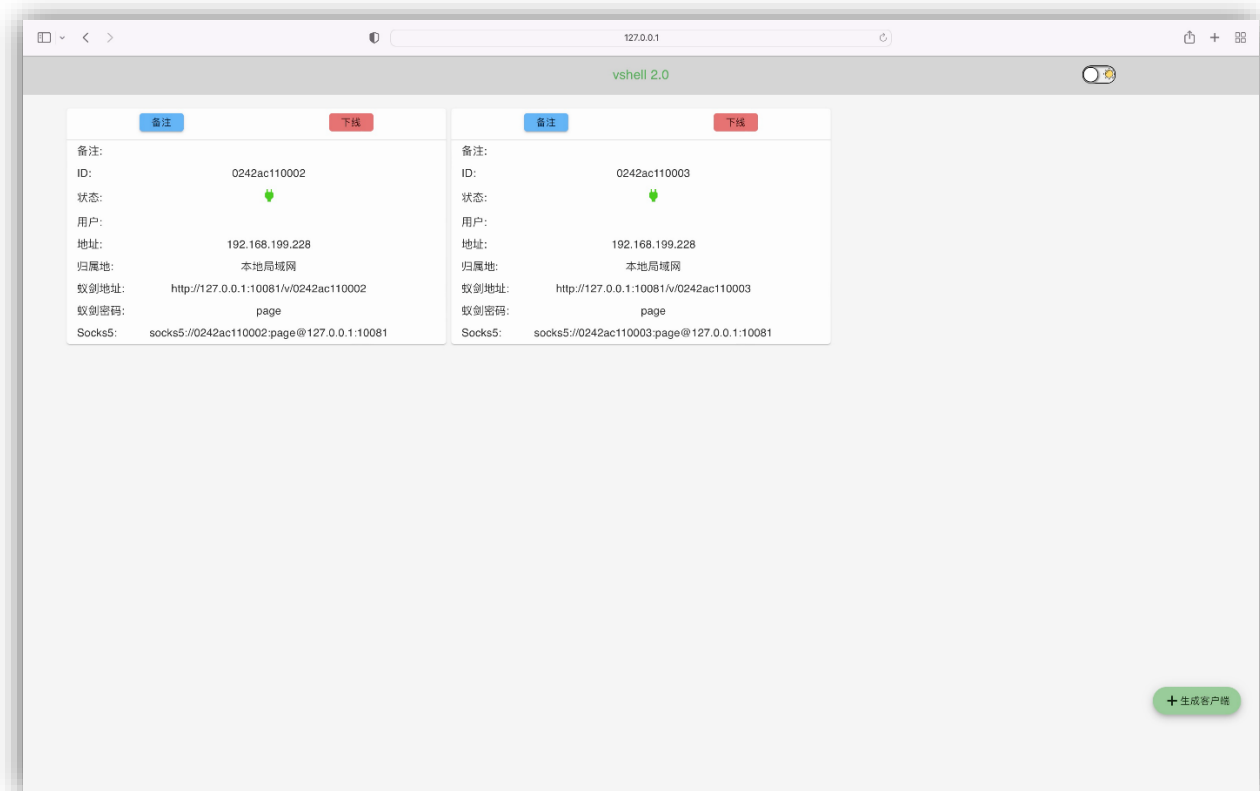 127.0.0.1
vshell 2.0
备注 下线
备注:
ID: 0242ac110002
状态:
用户:
地址: 192.168.199.228
归属地: 本地局域网
蚁剑地址: http://127.0.0.1:10081/v/0242ac110002
蚁剑密码: page
Socks5: socks5://0242ac110002:page@127.0.0.1:10081
备注 下线
备注:
ID: 0242ac110003
状态:
用户:
地址: 192.168.199.228
归属地: 本地局域网
蚁剑地址: http://127.0.0.1:10081/v/0242ac110003
蚁剑密码: page
Socks5: socks5://0242ac110003:page@127.0.0.1:10081
+生成客户端